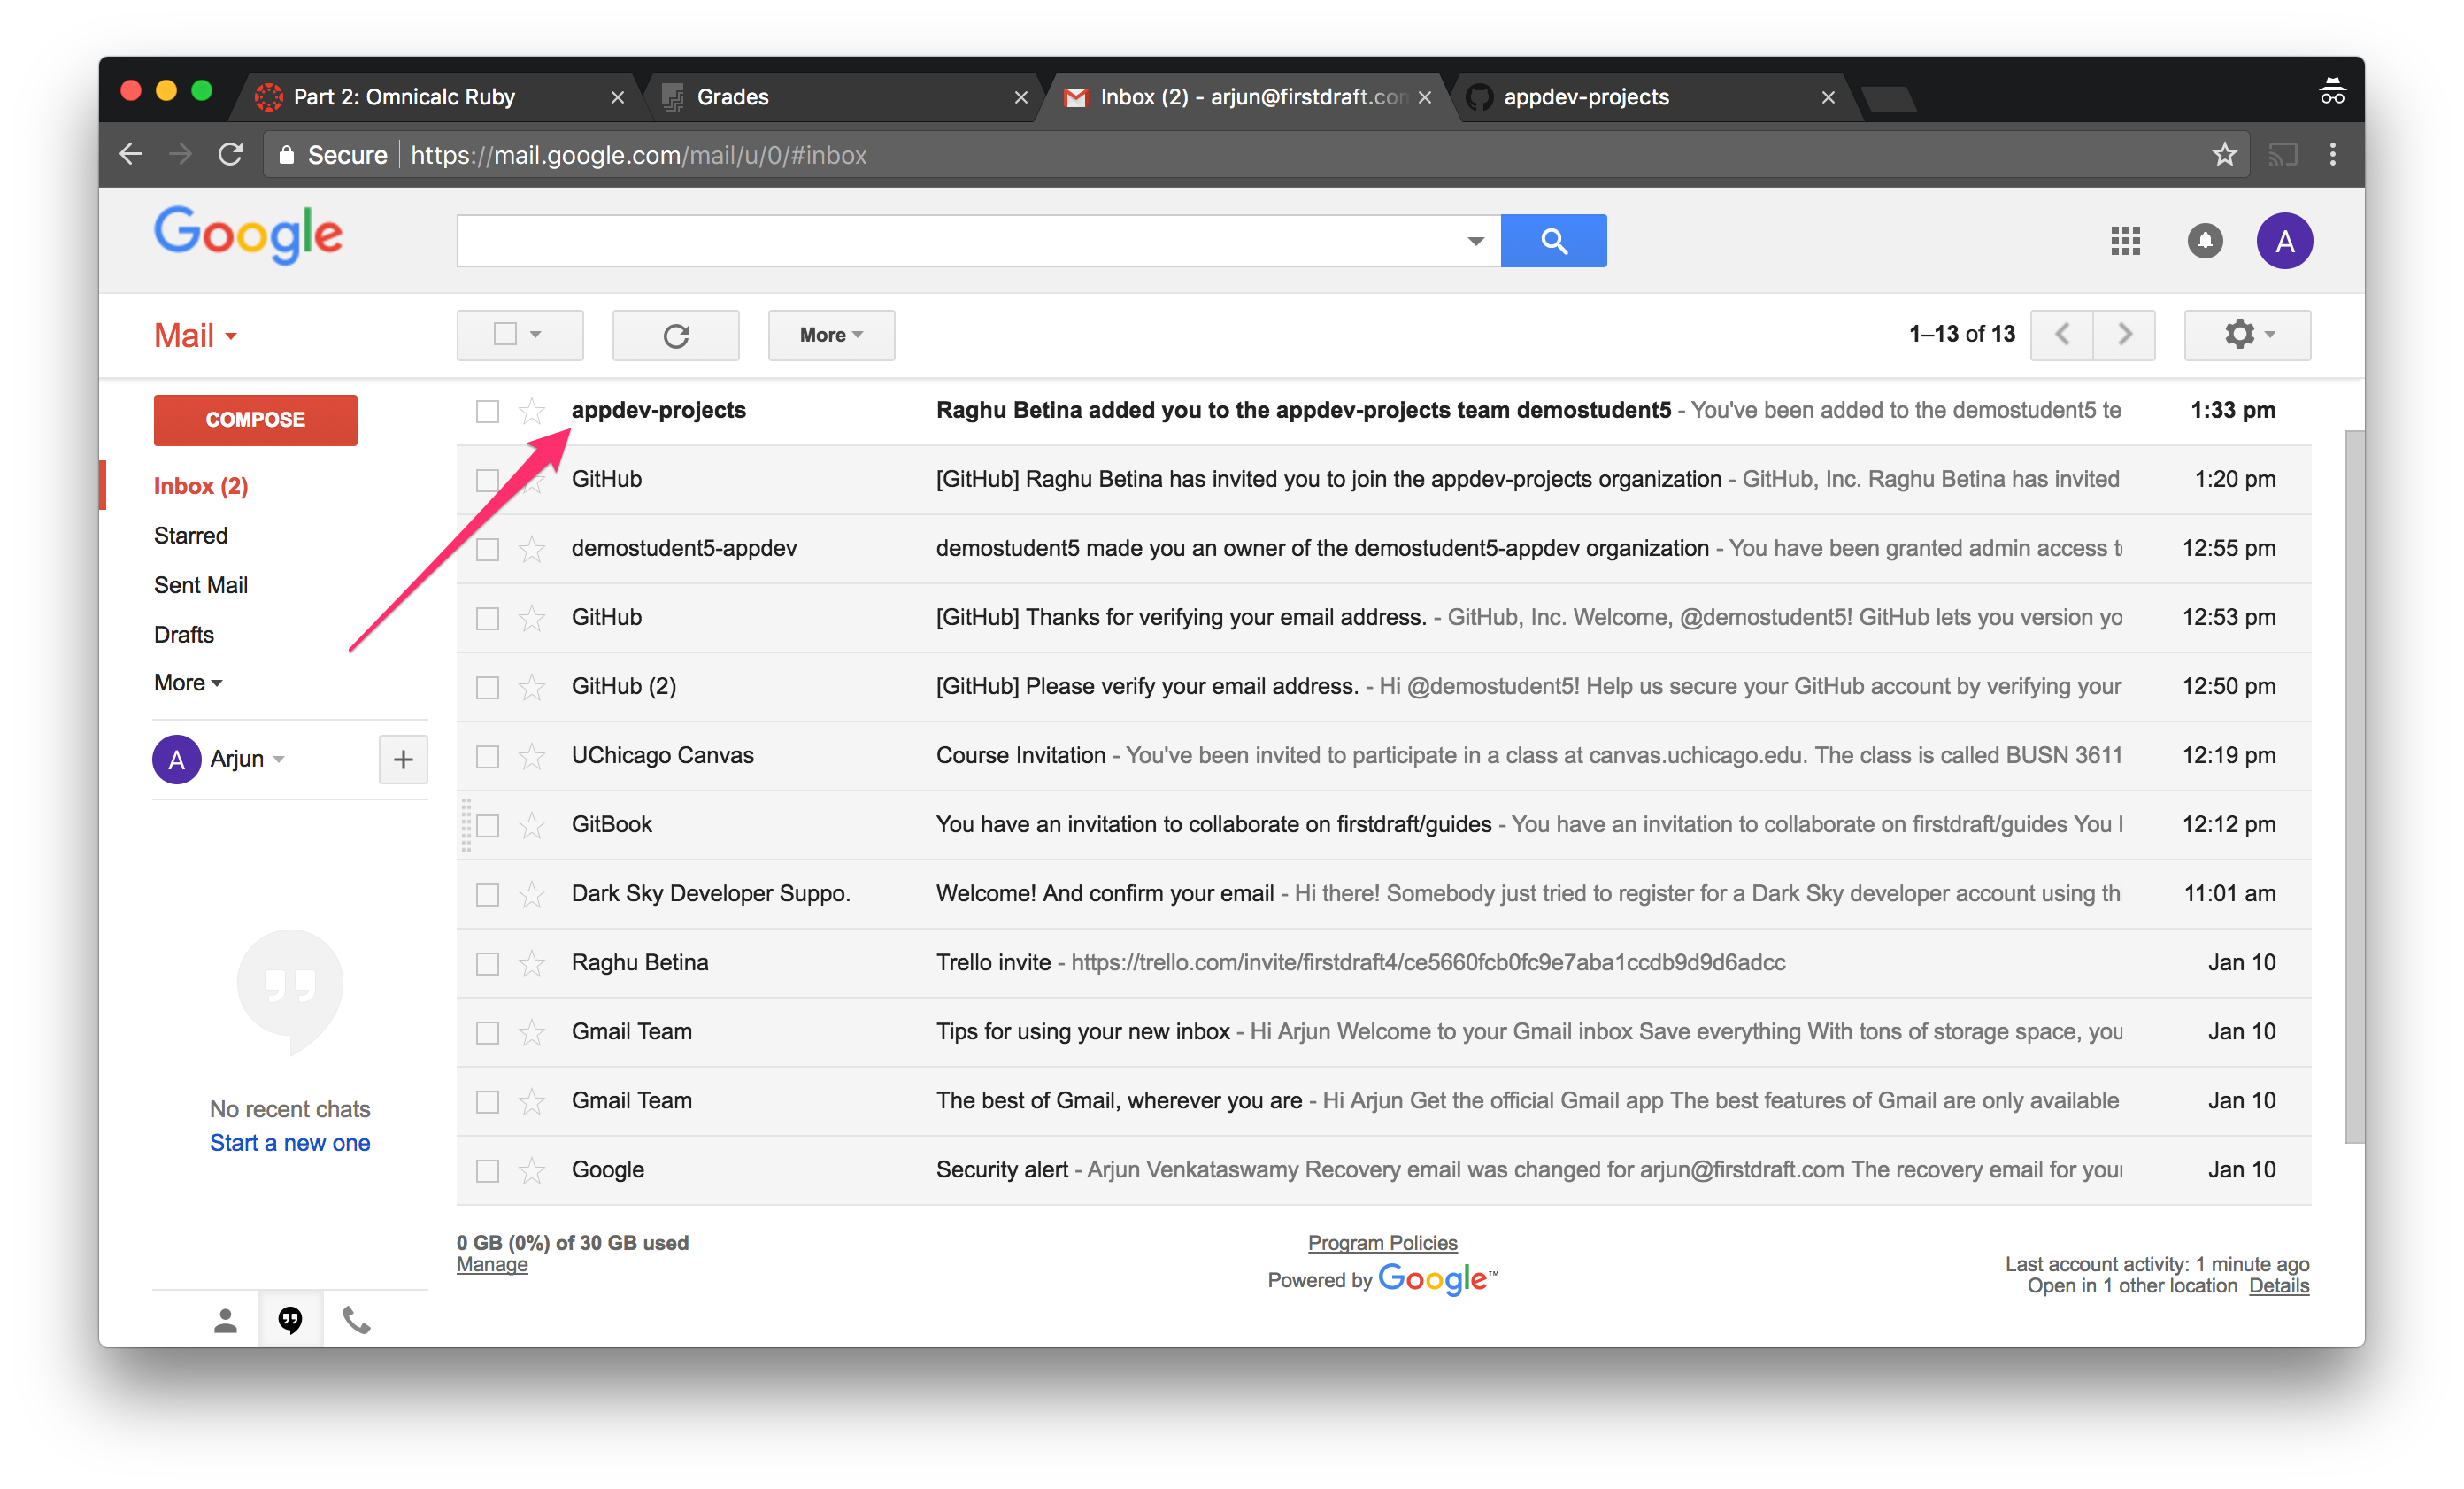 Part 2: Omnicalc Ruby
Grades
Inbox (2) - arjun@firstdraft.com
appdev-projects
Secure https://mail.google.com/mail/u/0/#inbox
Google
A
Mail
More
1–13 of 13
COMPOSE
Inbox (2)
Starred
Sent Mail
Drafts
More
A Arjun
+
No recent chats
Start a new one
appdev-projects Raghu Betina added you to the appdev-projects team demostudent5 - You've been added to the demostudent5 te 1:33 pm
GitHub [GitHub] Raghu Betina has invited you to join the appdev-projects organization - GitHub, Inc. Raghu Betina has invited 1:20 pm
demostudent5-appdev demostudent5 made you an owner of the demostudent5-appdev organization - You have been granted admin access t 12:55 pm
GitHub [GitHub] Thanks for verifying your email address. - GitHub, Inc. Welcome, @demostudent5! GitHub lets you version yo 12:53 pm
GitHub (2) [GitHub] Please verify your email address. - Hi @demostudent5! Help us secure your GitHub account by verifying your 12:50 pm
UChicago Canvas Course Invitation - You've been invited to participate in a class at canvas.uchicago.edu. The class is called BUSN 3611 12:19 pm
GitBook You have an invitation to collaborate on firstdraft/guides - You have an invitation to collaborate on firstdraft/guides You 12:12 pm
Dark Sky Developer Suppo. Welcome! And confirm your email - Hi there! Somebody just tried to register for a Dark Sky developer account using th 11:01 am
Raghu Betina Trello invite - https://trello.com/invite/firstdraft4/ce5660fcb0fc9e7aba1ccdb9d9d6adcc Jan 10
Gmail Team Tips for using your new inbox - Hi Arjun Welcome to your Gmail inbox Save everything With tons of storage space, you Jan 10
Gmail Team The best of Gmail, wherever you are - Hi Arjun Get the official Gmail app The best features of Gmail are only available Jan 10
Google Security alert - Arjun Venkataswamy Recovery email was changed for arjun@firstdraft.com The recovery email for your Jan 10
0 GB (0%) of 30 GB used
Manage
Program Policies
Powered by Google™
Last account activity: 1 minute ago
Open in 1 other location Details